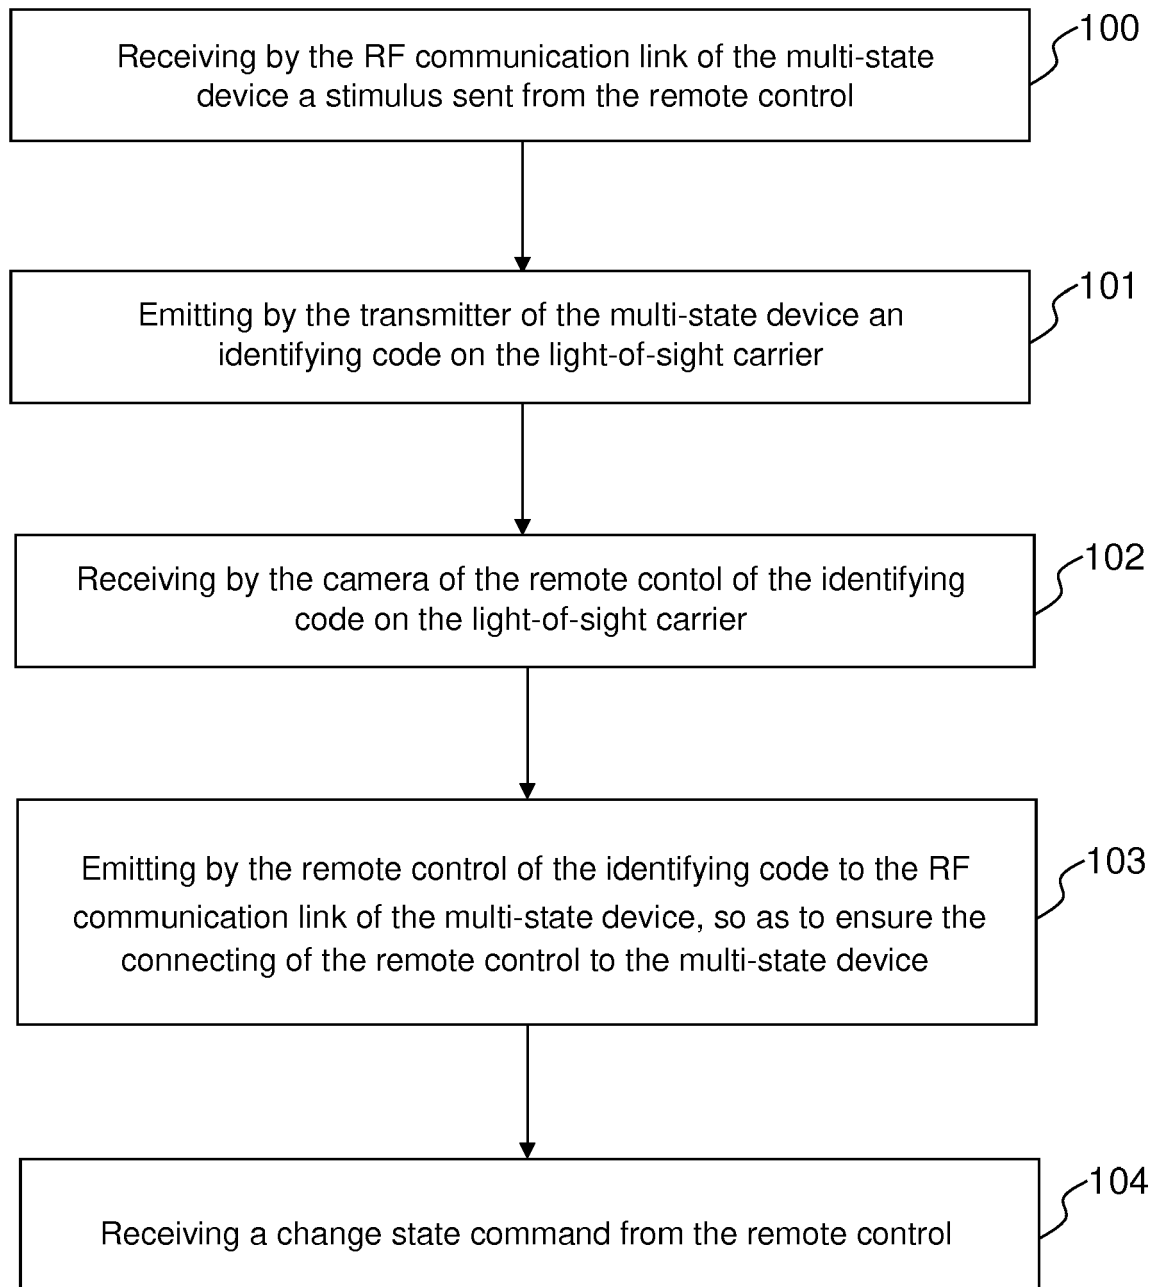 Receiving by the RF communication link of the multi-state
device a stimulus sent from the remote control
100
Emitting by the transmitter of the multi-state device an
identifying code on the light-of-sight carrier
101
Receiving by the camera of the remote contol of the identifying
code on the light-of-sight carrier
102
Emitting by the remote control of the identifying code to the RF
communication link of the multi-state device, so as to ensure the
connecting of the remote control to the multi-state device
103
Receiving a change state command from the remote control
104